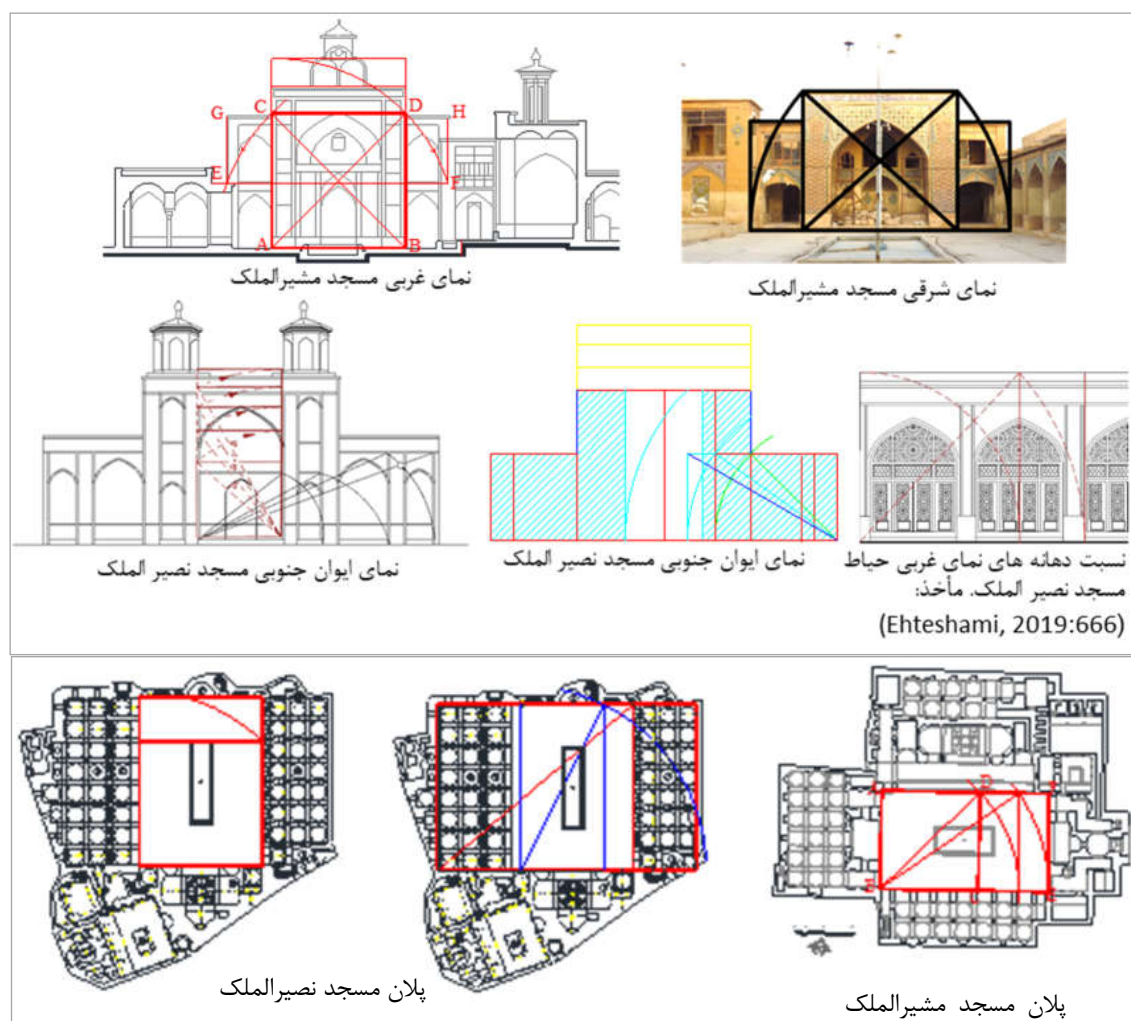 C D
G H
E F
A B
نمای غربی مسجد مشیرالملک
نمای شرقی مسجد مشیرالملک
نمای ایوان جنوبی مسجد نصیر الملک
نمای ایوان جنوبی مسجد نصیر الملک
نسبت دهانه های نمای غربی حیاط
مسجد نصیر الملک. مأخذ:
(Ehteshami, 2019:666)
پلان مسجد نصیرالملک
D
پلان مسجد مشیرالملک